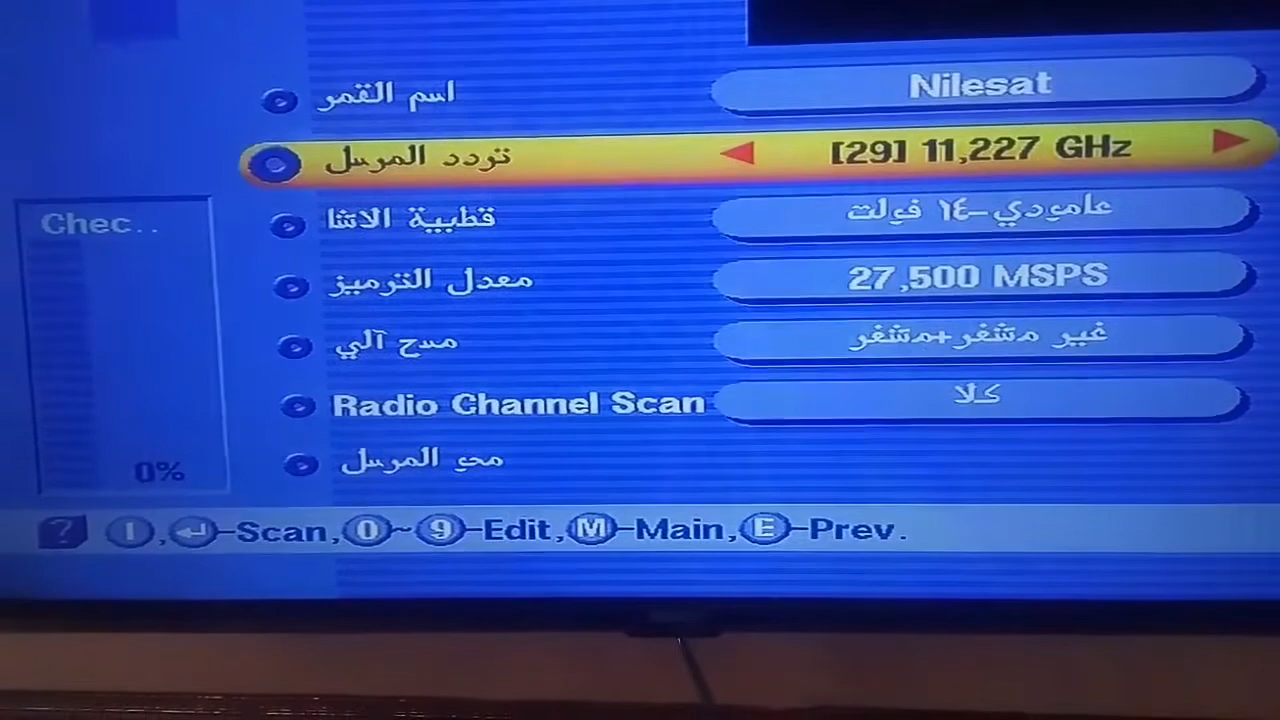 اسم القمر Nilesat
تردد المرسل [29] 11,227 GHz
قطبية الاشا عامودي-١٤ فولت
Chec..
معدل الترميز 27,500 MSPS
مسح آلي غير مشفر+مشفر
Radio Channel Scan كلا
محو المرسل
0%
? I,↵-Scan,0~9-Edit,M-Main,E-Prev.